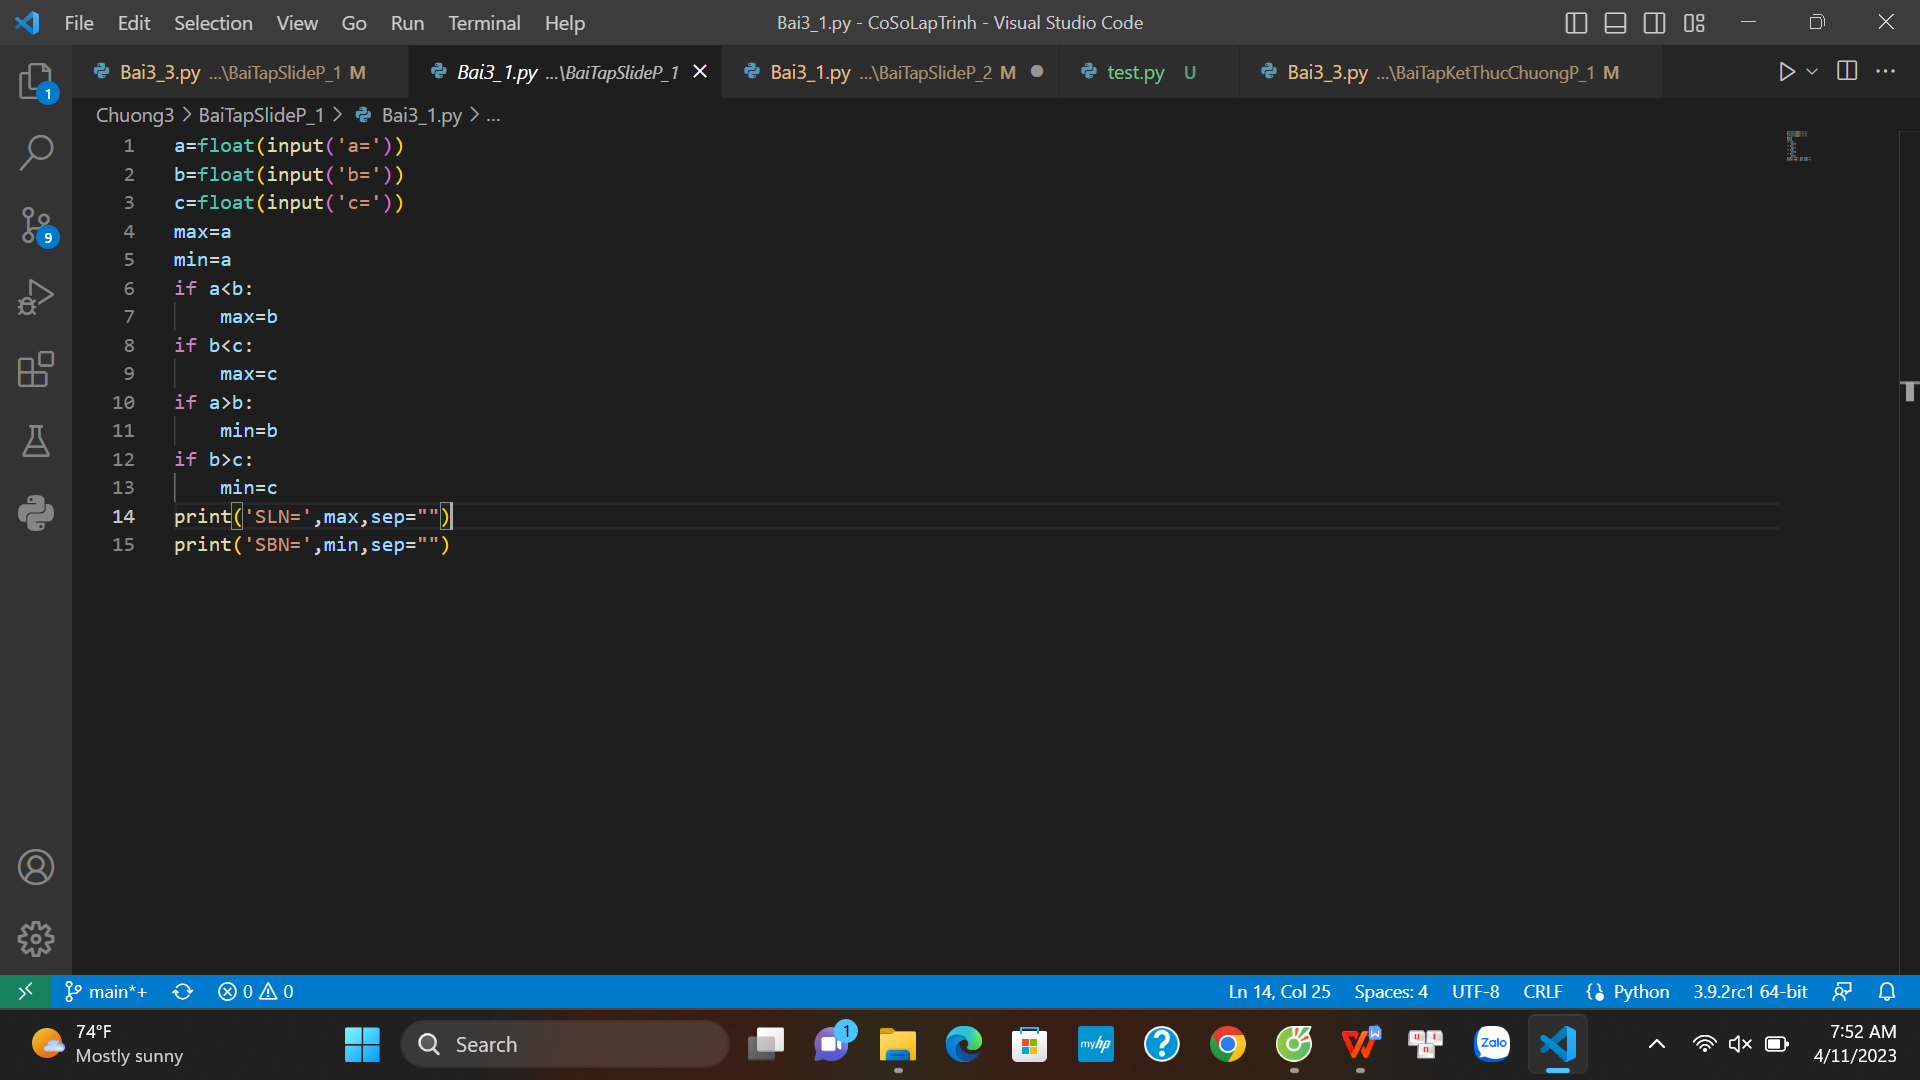 File Edit Selection View Go Run Terminal Help Bai3_1.py - CoSoLapTrinh - Visual Studio Code
Bai3_3.py ...\BaiTapSlideP_1 M Bai3_1.py ...\BaiTapSlideP_1 Bai3_1.py ...\BaiTapSlideP_2 M test.py U Bai3_3.py ...\BaiTapKetThucChuongP_1 M
1
Chuong3 > BaiTapSlideP_1 > Bai3_1.py > ...
1 a=float(input('a='))
2 b=float(input('b='))
3 c=float(input('c='))
4 max=a
5 min=a
6 if a<b:
7 max=b
8 if b<c:
9 max=c
10 if a>b:
11 min=b
12 if b>c:
13 min=c
14 print('SLN=',max,sep="")
15 print('SBN=',min,sep="")
9
main*+ 0 0 Ln 14, Col 25 Spaces: 4 UTF-8 CRLF Python 3.9.2rc1 64-bit
74°F
Mostly sunny
Search
1
myhp
?
W
u i n
Zalo
7:52 AM
4/11/2023